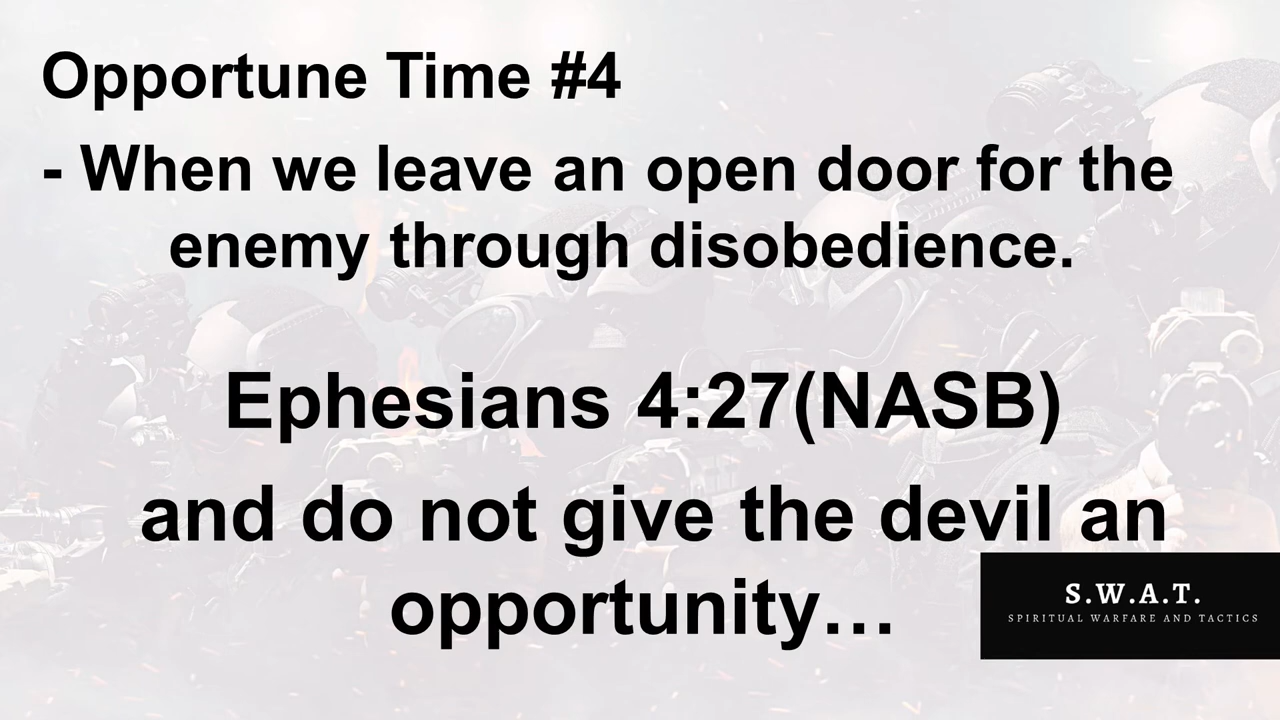 Opportune Time #4
- When we leave an open door for the
enemy through disobedience.
Ephesians 4:27(NASB)
and do not give the devil an
opportunity…
S.W.A.T.
SPIRITUAL WARFARE AND TACTICS